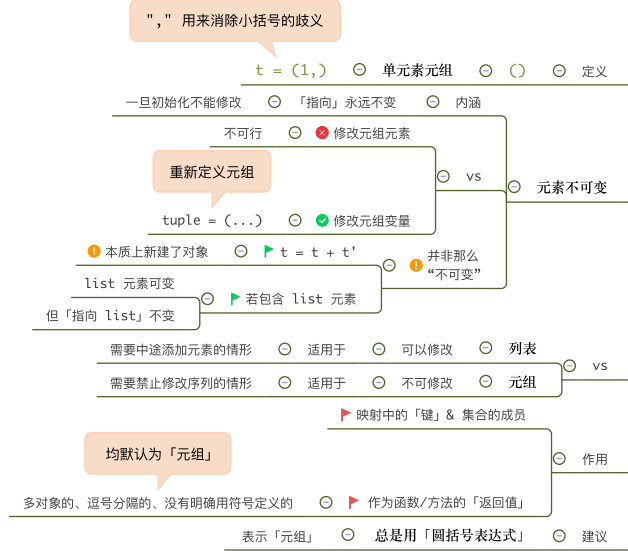 "," 用来消除小括号的歧义
t = (1,)
单元素元组
()
定义
一旦初始化不能修改
「指向」永远不变
内涵
不可行
修改元组元素
vs
元素不可变
重新定义元组
tuple = (...)
修改元组变量
本质上新建了对象
t = t + t'
并非那么
“不可变”
list 元素可变
若包含 list 元素
但「指向 list」不变
需要中途添加元素的情形
适用于
可以修改
列表
vs
需要禁止修改序列的情形
适用于
不可修改
元组
映射中的「键」& 集合的成员
均默认为「元组」
作用
多对象的、逗号分隔的、没有明确用符号定义的
作为函数/方法的「返回值」
表示「元组」
总是用「圆括号表达式」
建议